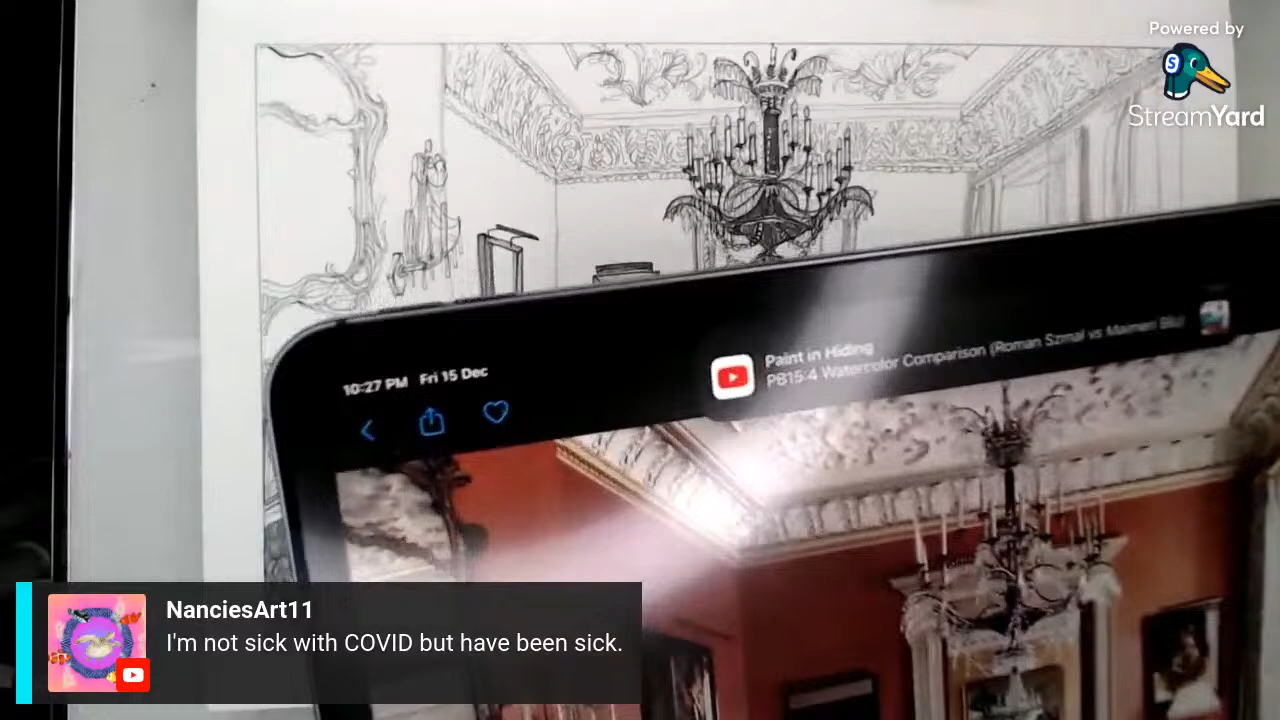 Powered by
S
StreamYard
10:27 PM Fri 15 Dec
Paint in Hiding
PB15:4 Watercolor Comparison (Roman Szmal vs Maimeri Blu)
NanciesArt11
I'm not sick with COVID but have been sick.